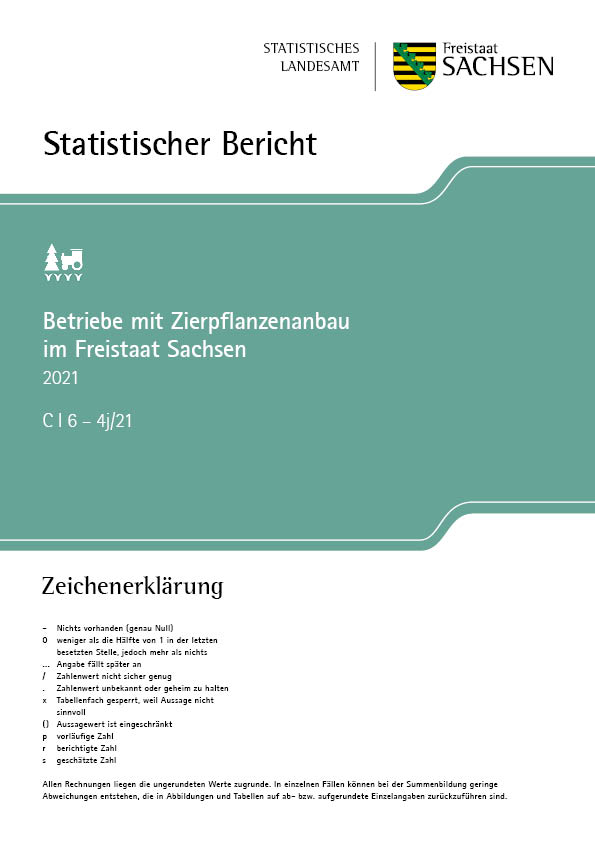 STATISTISCHES
LANDESAMT
Freistaat
SACHSEN
Statistischer Bericht
Betriebe mit Zierpflanzenanbau
im Freistaat Sachsen
2021
C I 6 – 4j/21
Zeichenerklärung
- Nichts vorhanden (genau Null)
0 weniger als die Hälfte von 1 in der letzten
besetzten Stelle, jedoch mehr als nichts
... Angabe fällt später an
/ Zahlenwert nicht sicher genug
. Zahlenwert unbekannt oder geheim zu halten
x Tabellenfach gesperrt, weil Aussage nicht
sinnvoll
() Aussagewert ist eingeschränkt
p vorläufige Zahl
r berichtigte Zahl
s geschätzte Zahl
Allen Rechnungen liegen die ungerundeten Werte zugrunde. In einzelnen Fällen können bei der Summenbildung geringe
Abweichungen entstehen, die in Abbildungen und Tabellen auf ab- bzw. aufgerundete Einzelangaben zurückzuführen sind.